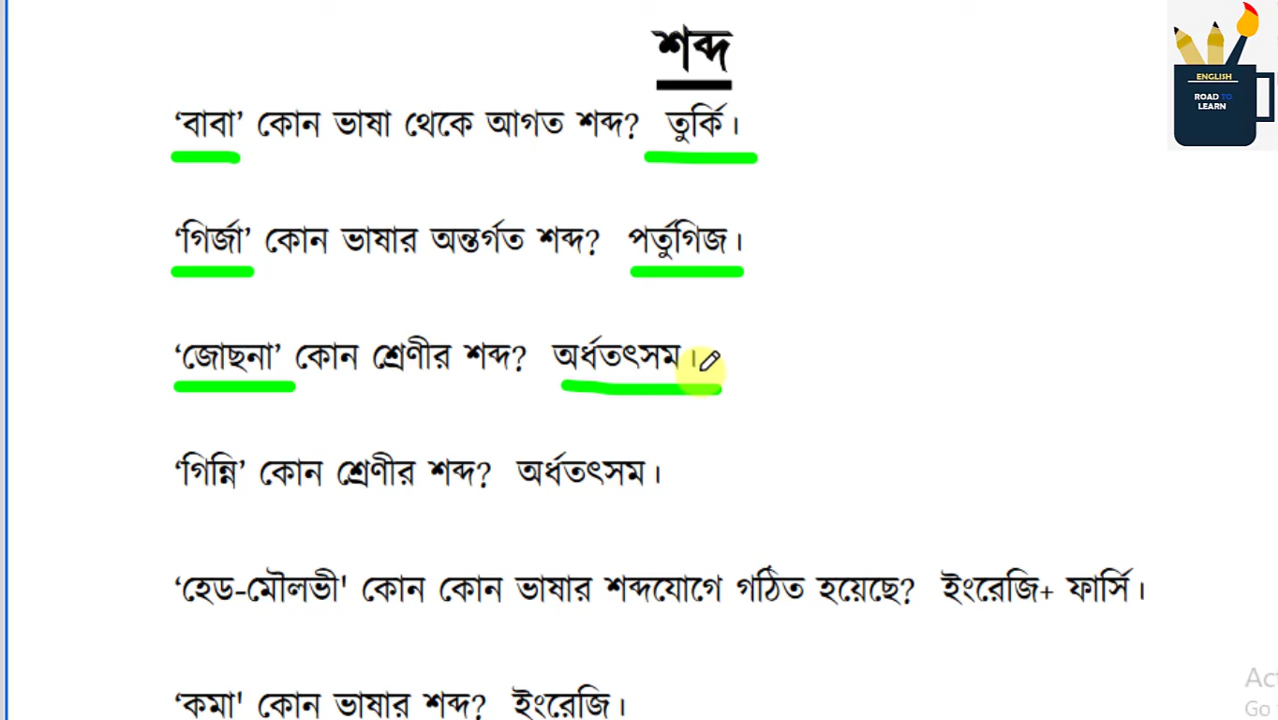 শব্দ
ENGLISH
ROAD TO
LEARN
‘বাবা’ কোন ভাষা থেকে আগত শব্দ? তুর্কি।
‘গির্জা’ কোন ভাষার অন্তর্গত শব্দ? পর্তুগিজ।
‘জোছনা’ কোন শ্রেণীর শব্দ? অর্ধতৎসম।
‘গিন্নি’ কোন শ্রেণীর শব্দ? অর্ধতৎসম।
‘হেড-মৌলভী' কোন কোন ভাষার শব্দযোগে গঠিত হয়েছে? ইংরেজি+ ফার্সি।
‘কমা' কোন ভাষার শব্দ? ইংরেজি।
Go